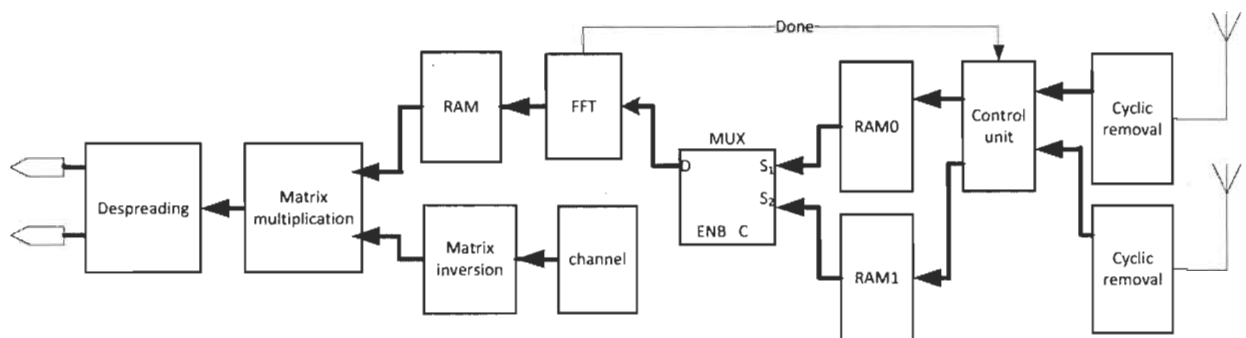 Done
RAM
FFT
MUX
D
S₁
S₂
ENB C
RAM0
RAM1
Control
unit
Cyclic
removal
Cyclic
removal
Despreading
Matrix
multiplication
Matrix
inversion
channel